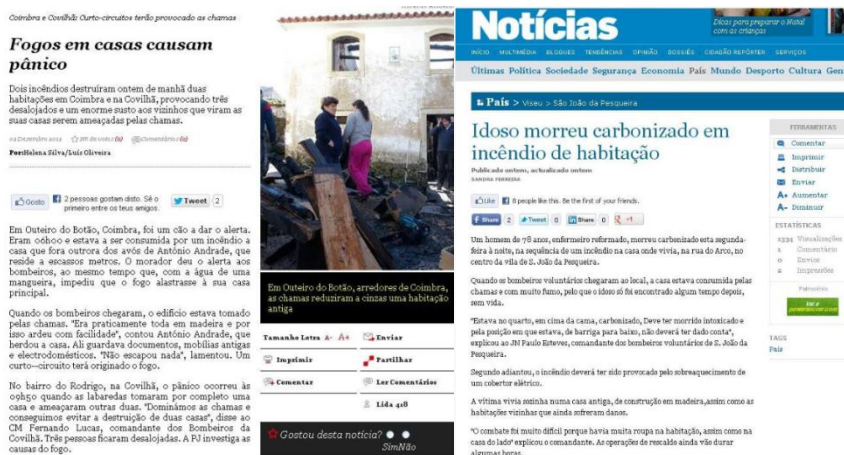 Coimbra e Covilhã Curto-circuitos terão provocado as chamas
Fogos em casas causam
pânico
Dois incêndios destruíram ontem de manhã duas
habitações em Coimbra e na Covilhã, provocando três
desalojados e um enorme susto aos vizinhos que viram as
suas casas serem ameaçadas pelas chamas.
04 Dezembro 2011 Nº de votos (0) Comentários (0)
Por: Helena Silva/Luís Oliveira
Gosto 2 pessoas gostam disto. Sê o
primeiro entre os teus amigos.
Tweet 2
Em Outeiro do Botão, Coimbra, foi um cão a dar o alerta.
Eram 00h00 e estava a ser consumida por um incêndio a
casa que fora outrora dos avós de António Andrade, que
reside a escassos metros. O morador deu o alerta aos
bombeiros, ao mesmo tempo que, com a água de uma
mangueira, impediu que o fogo alastrasse à sua casa
principal.
Quando os bombeiros chegaram, o edifício estava tomado
pelas chamas. "Era praticamente toda em madeira e por
isso ardeu com facilidade", contou António Andrade, que
herdou a casa. Ali guardava documentos, mobílias antigas
e electrodomésticos. "Não escapou nada", lamentou. Um
curto--circuito terá originado o fogo.
No bairro do Rodrigo, na Covilhã, o pânico ocorreu às
09h50 quando as labaredas tomaram por completo uma
casa e ameaçaram outras duas. "Dominámos as chamas e
conseguimos evitar a destruição de duas casas", disse ao
CM Fernando Lucas, comandante dos Bombeiros da
Covilhã. Três pessoas ficaram desalojadas. A PJ investiga as
causas do fogo.
Em Outeiro do Botão, arredores de Coimbra,
as chamas reduziram a cinzas uma habitação
antiga
Tamanho Letra A- A+ Enviar
Imprimir Partilhar
Comentar Ler Comentários
Lida 418
Gostou desta notícia?
Sim Não
Notícias
Dicas para preparar o Natal
com as crianças
INÍCIO MULTIMÉDIA BLOGUES TENDÊNCIAS OPINIÃO DOSSIÊS CIDADÃO REPÓRTER SERVIÇOS
Últimas Política Sociedade Segurança Economia País Mundo Desporto Cultura Gen
País > Viseu > São João da Pesqueira
Idoso morreu carbonizado em
incêndio de habitação
Publicado ontem, actualizado ontem
SANDRA FERREIRA
Like 8 people like this. Be the first of your friends.
Share 2 Tweet 0 Share 0 +1
Um homem de 78 anos, enfermeiro reformado, morreu carbonizado esta segunda-
feira à noite, na sequência de um incêndio na casa onde vivia, na rua do Arco, no
centro da vila de S. João da Pesqueira.
Quando os bombeiros voluntários chegaram ao local, a casa estava consumida pelas
chamas e com muito fumo, pelo que o idoso só foi encontrado algum tempo depois,
sem vida.
"Estava no quarto, em cima da cama, carbonizado, Deve ter morrido intoxicado e
pela posição em que estava, de barriga para baixo, não deverá ter dado conta",
explicou ao JN Paulo Esteves, comandante dos bombeiros voluntários de S. João da
Pesqueira.
Segundo adiantou, o incêndio deverá ter sido provocado pelo sobreaquecimento de
um cobertor elétrico.
A vítima vivia sozinha numa casa antiga, de construção em madeira,assim como as
habitações vizinhas que ainda sofreram danos.
"O combate foi muito difícil porque havia muita roupa na habitação, assim como na
casa do lado" explicou o comandante. As operações de rescaldo ainda vão durar
algumas horas.
FERRAMENTAS
Comentar
Imprimir
Distribuir
Enviar
A+ Aumentar
A- Diminuir
ESTATÍSTICAS
1334 Visualizações
1 Comentário
0 Envios
2 Impressões
Patrocínio
TAGS
País